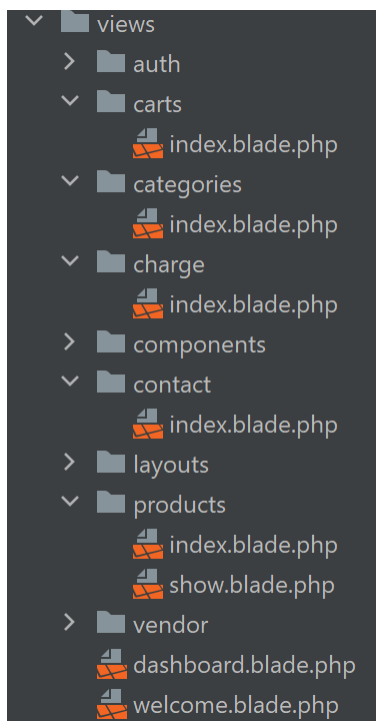 views
auth
carts
index.blade.php
categories
index.blade.php
charge
index.blade.php
components
contact
index.blade.php
layouts
products
index.blade.php
show.blade.php
vendor
dashboard.blade.php
welcome.blade.php